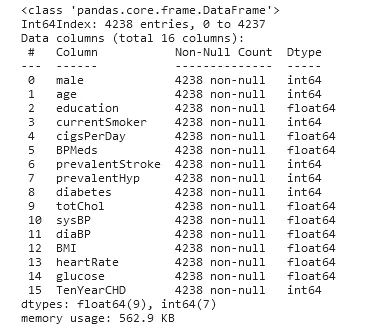 <class 'pandas.core.frame.DataFrame'>
Int64Index: 4238 entries, 0 to 4237
Data columns (total 16 columns):
 #   Column           Non-Null Count  Dtype
---  ------           --------------  -----
 0   male             4238 non-null   int64
 1   age              4238 non-null   int64
 2   education        4238 non-null   float64
 3   currentSmoker    4238 non-null   int64
 4   cigsPerDay       4238 non-null   float64
 5   BPMeds           4238 non-null   float64
 6   prevalentStroke  4238 non-null   int64
 7   prevalentHyp     4238 non-null   int64
 8   diabetes         4238 non-null   int64
 9   totChol          4238 non-null   float64
 10  sysBP            4238 non-null   float64
 11  diaBP            4238 non-null   float64
 12  BMI              4238 non-null   float64
 13  heartRate        4238 non-null   float64
 14  glucose          4238 non-null   float64
 15  TenYearCHD       4238 non-null   int64
dtypes: float64(9), int64(7)
memory usage: 562.9 KB